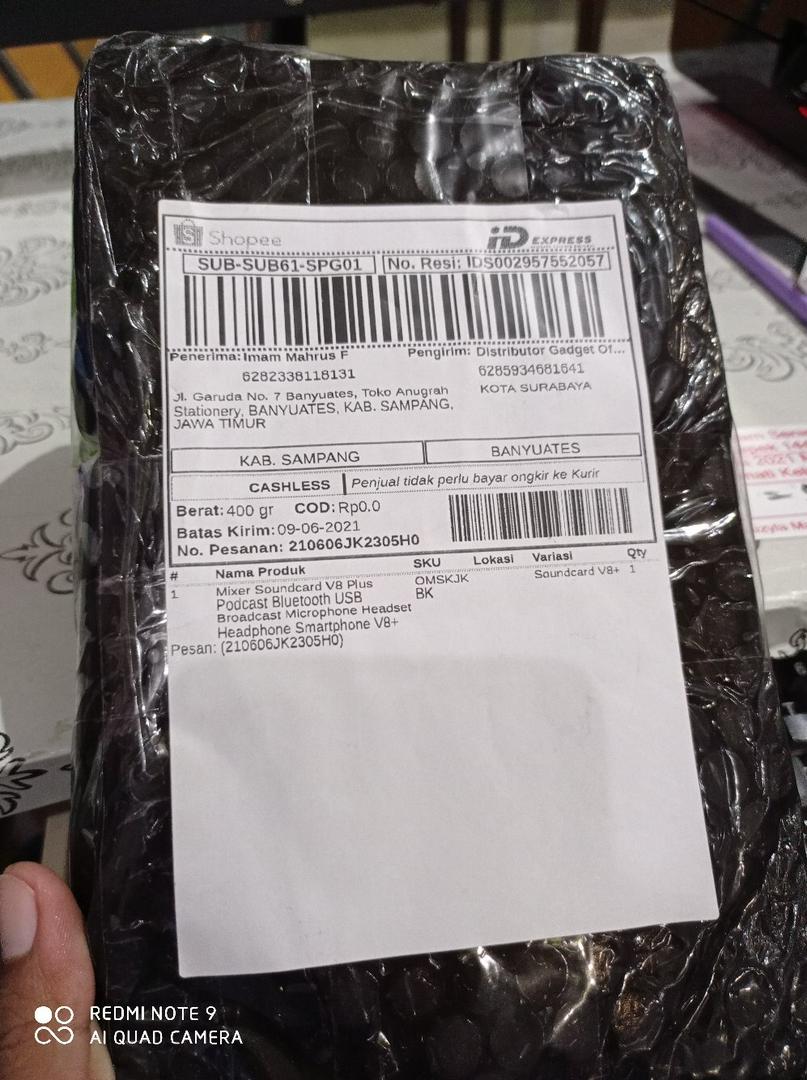 Shopee
iD EXPRESS
SUB-SUB61-SPG01
No. Resi: IDS002957552057
Penerima: Imam Mahrus F
6282338118131
Jl. Garuda No. 7 Banyuates, Toko Anugrah
Stationery, BANYUATES, KAB. SAMPANG,
JAWA TIMUR
Pengirim: Distributor Gadget Of...
6285934681641
KOTA SURABAYA
KAB. SAMPANG
BANYUATES
CASHLESS
Penjual tidak perlu bayar ongkir ke Kurir
Berat: 400 gr COD: Rp0.0
Batas Kirim: 09-06-2021
No. Pesanan: 210606JK2305H0
# Nama Produk SKU Lokasi Variasi Qty
1 Mixer Soundcard V8 Plus OMSKJK Soundcard V8+ 1
Podcast Bluetooth USB BK
Broadcast Microphone Headset
Headphone Smartphone V8+
Pesan: (210606JK2305H0)
REDMI NOTE 9
AI QUAD CAMERA